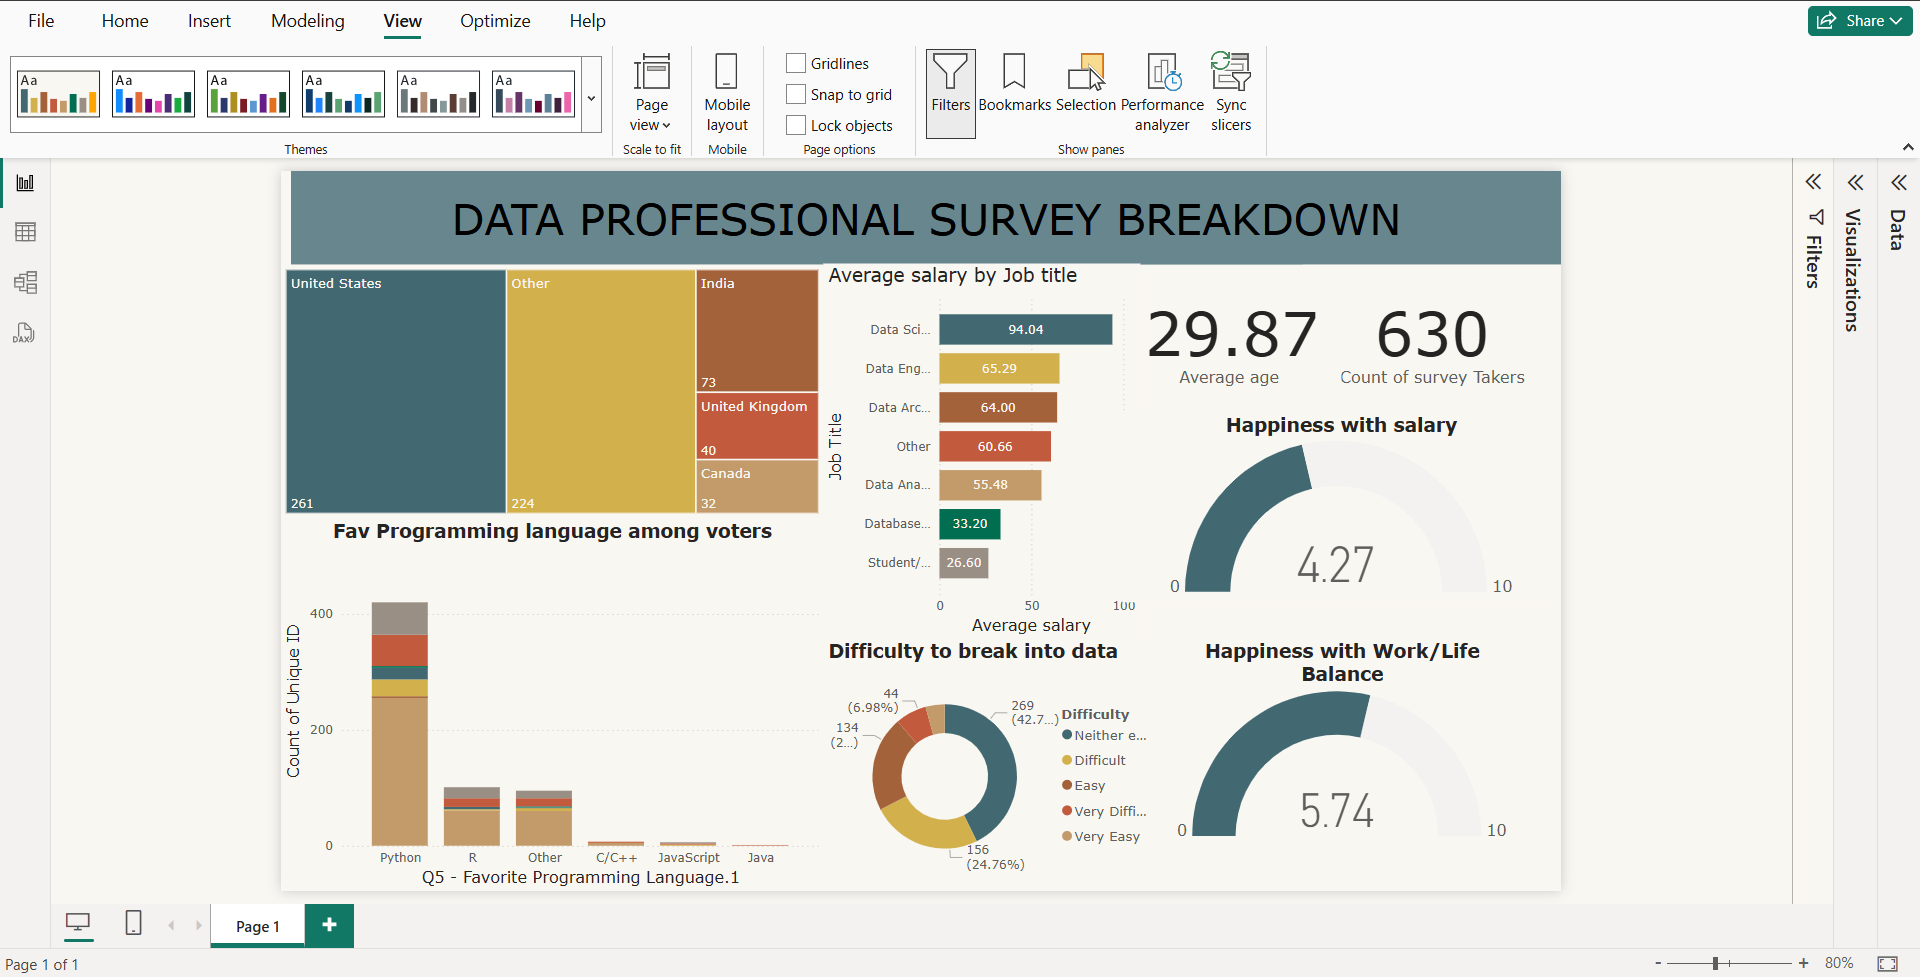 File Home Insert Modeling View Optimize Help Share
Aa Aa Aa Aa Aa Aa
Themes
Page view
Scale to fit
Mobile layout
Mobile
Gridlines
Snap to grid
Lock objects
Page options
Filters
Bookmarks
Selection
Performance analyzer
Sync slicers
Show panes
DAX
DATA PROFESSIONAL SURVEY BREAKDOWN
United States
261
Other
224
India
73
United Kingdom
40
Canada
32
Average salary by Job title
Job Title
Data Sci... 94.04
Data Eng... 65.29
Data Arc... 64.00
Other 60.66
Data Ana... 55.48
Database... 33.20
Student/... 26.60
0 50 100
Average salary
29.87
Average age
630
Count of survey Takers
Happiness with salary
4.27
0 10
Fav Programming language among voters
Count of Unique ID
400
200
0
Python R Other C/C++ JavaScript Java
Q5 - Favorite Programming Language.1
Difficulty to break into data
44
(6.98%)
134
(2...)
269
(42.7...)
156
(24.76%)
Difficulty
Neither e...
Difficult
Easy
Very Diffi...
Very Easy
Happiness with Work/Life
Balance
5.74
0 10
Filters
Visualizations
Data
Page 1
+
Page 1 of 1
- + 80%